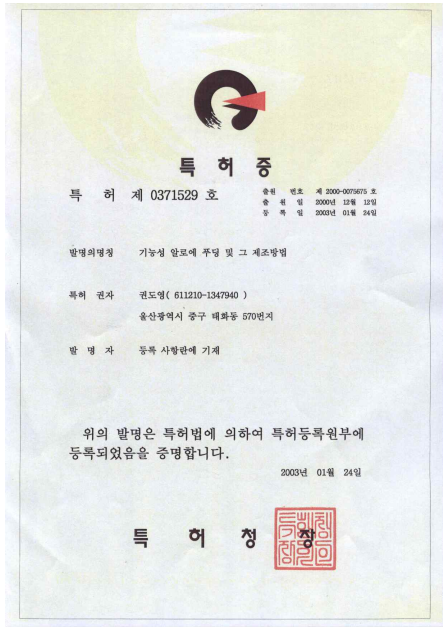 특허증
특 허 제 0371529 호
출원 번호 제 2000-0075675 호
출 원 일 2000년 12월 12일
등 록 일 2003년 01월 24일
발명의명칭 기능성 알로에 푸딩 및 그 제조방법
특허 권자 권도영( 611210-1347940 )
울산광역시 중구 태화동 570번지
발 명 자 등록 사항란에 기재
위의 발명은 특허법에 의하여 특허등록원부에
등록되었음을 증명합니다.
2003년 01월 24일
특 허 청 장